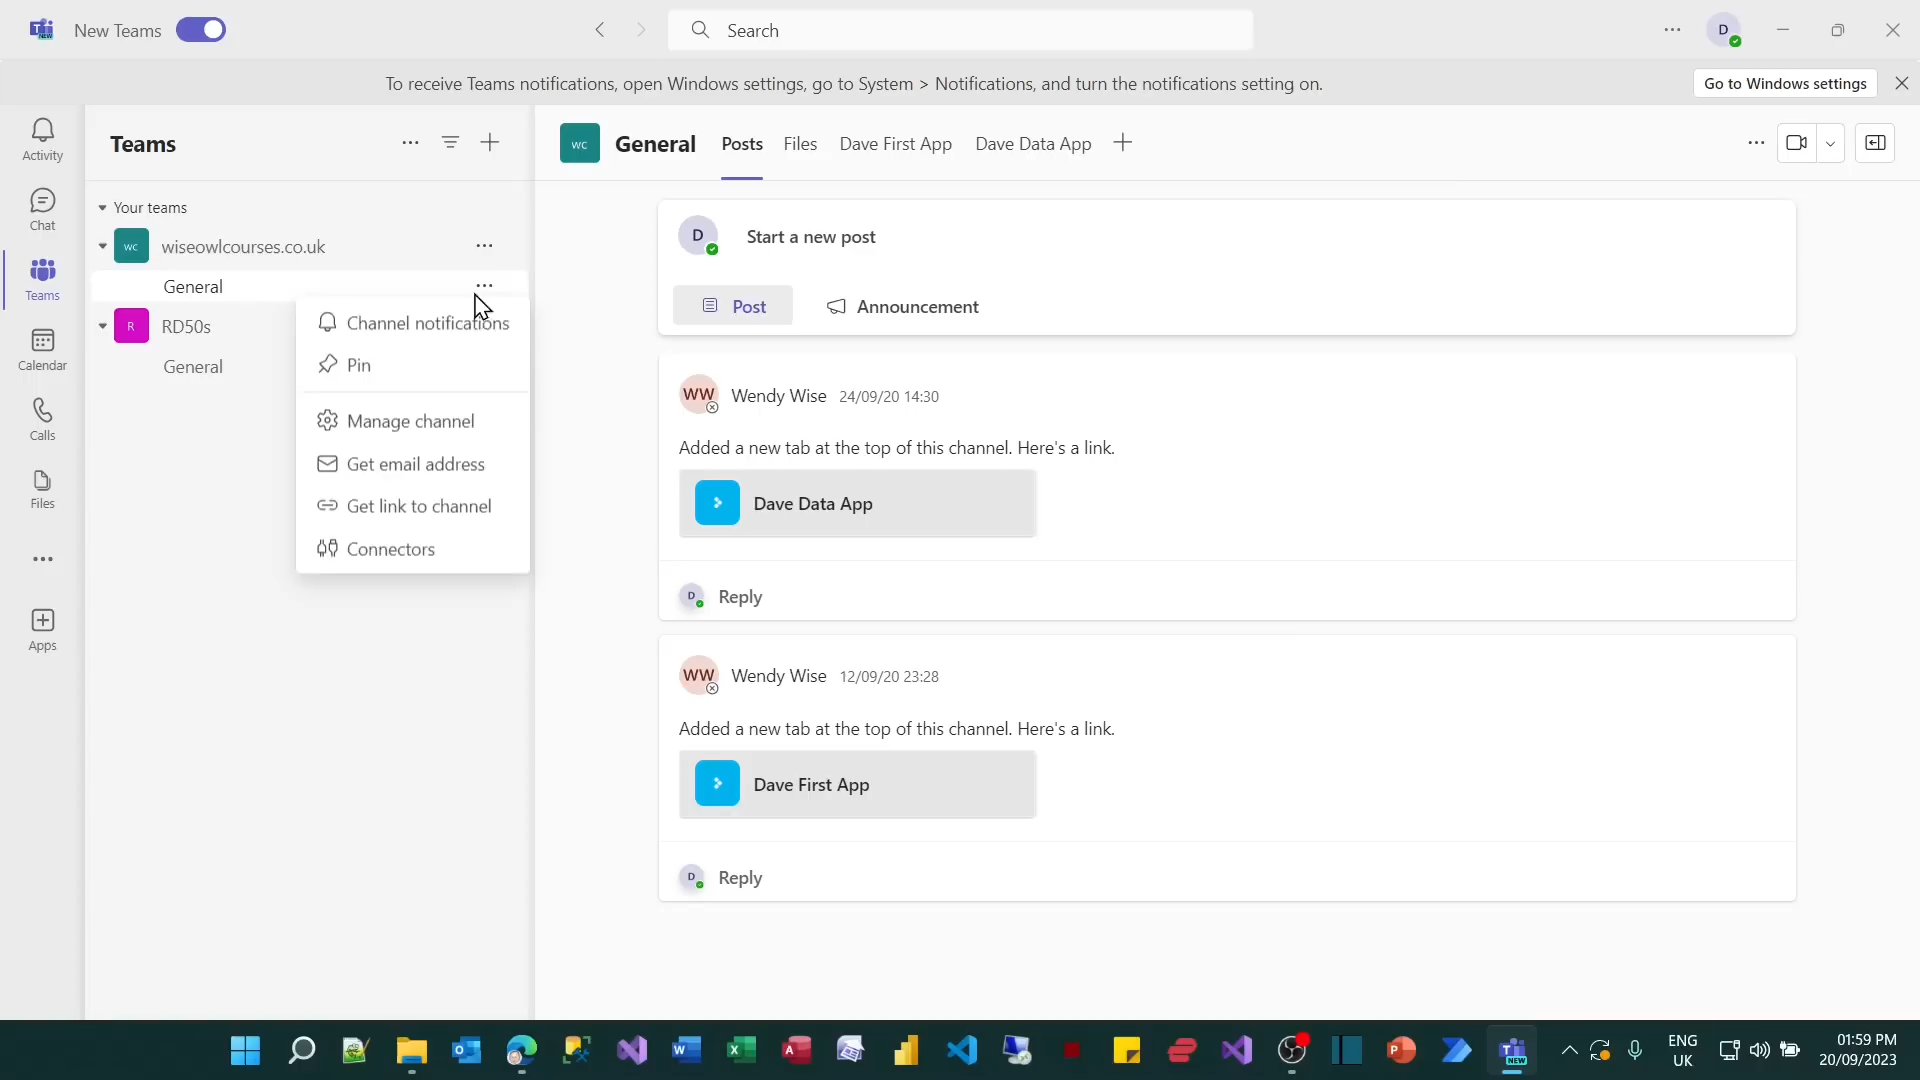 New Teams
Search
D
To receive Teams notifications, open Windows settings, go to System > Notifications, and turn the notifications setting on.
Go to Windows settings
Activity
Chat
Teams
Calendar
Calls
Files
Apps
Teams
Your teams
wc wiseowlcourses.co.uk
General
R RD50s
General
Channel notifications
Pin
Manage channel
Get email address
Get link to channel
Connectors
wc General Posts Files Dave First App Dave Data App
D Start a new post
Post Announcement
WW Wendy Wise 24/09/20 14:30
Added a new tab at the top of this channel. Here's a link.
Dave Data App
D Reply
WW Wendy Wise 12/09/20 23:28
Added a new tab at the top of this channel. Here's a link.
Dave First App
D Reply
ENG
UK
01:59 PM
20/09/2023